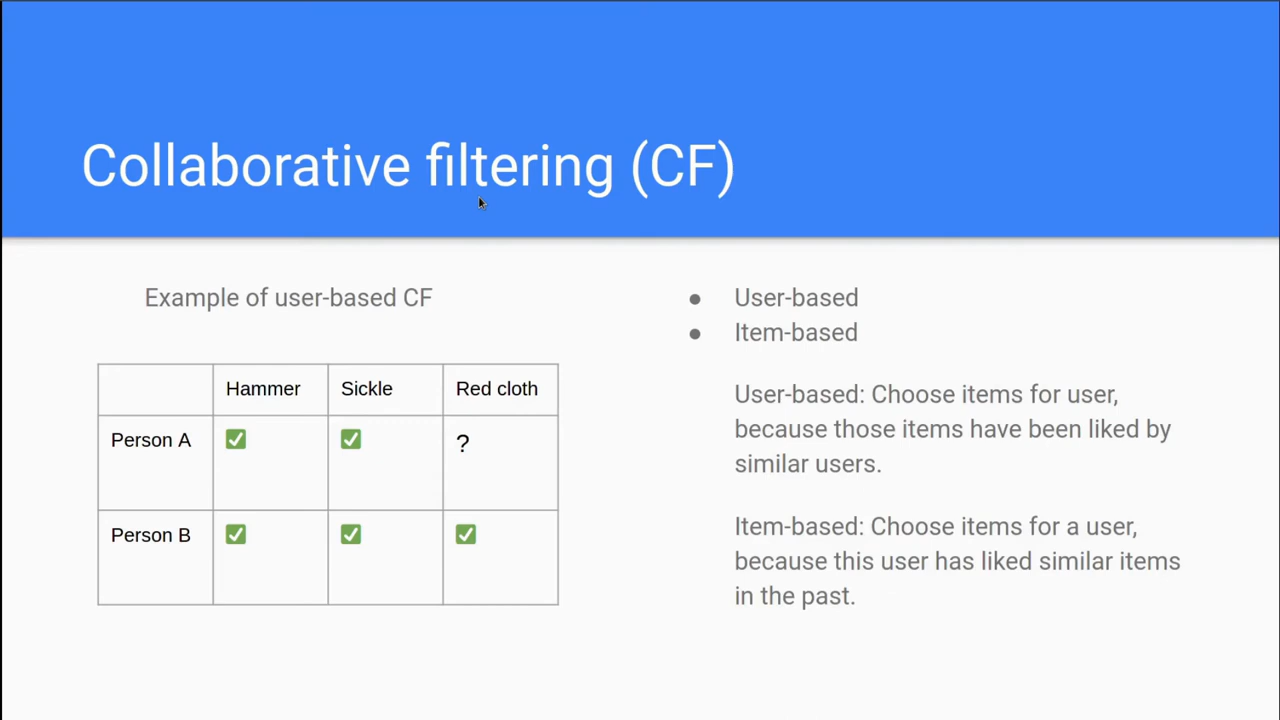 Collaborative filtering (CF)
Example of user-based CF
Hammer Sickle Red cloth
Person A ✅ ✅ ?
Person B ✅ ✅ ✅
● User-based
● Item-based
User-based: Choose items for user,
because those items have been liked by
similar users.
Item-based: Choose items for a user,
because this user has liked similar items
in the past.